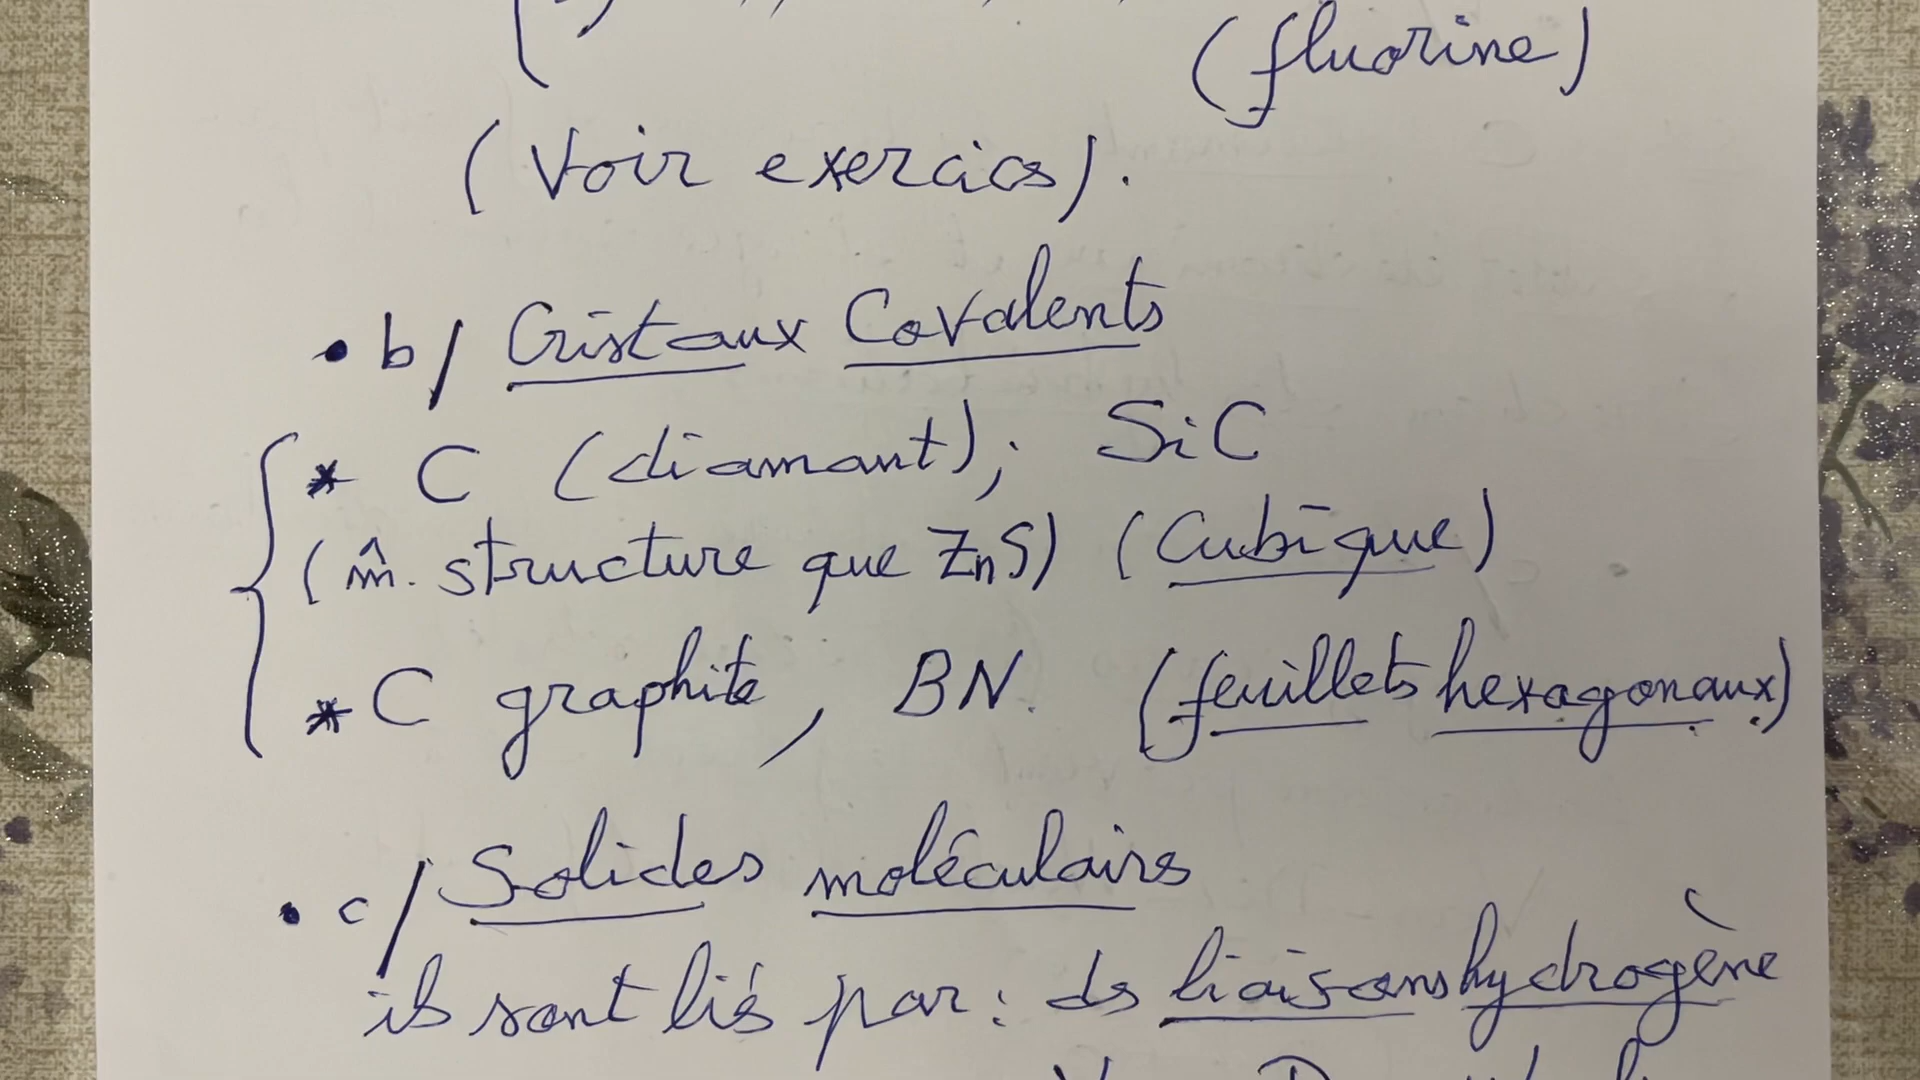 (fluorine)
(Voir exercices).
• b/ Cristaux Covalents
* C (diamant); SiC
(m̂. structure que ZnS) (Cubique)
* C graphite, BN. (feuillets hexagonaux)
• c/ Solides moléculaires
ils sont liés par: des liaisons hydrogène